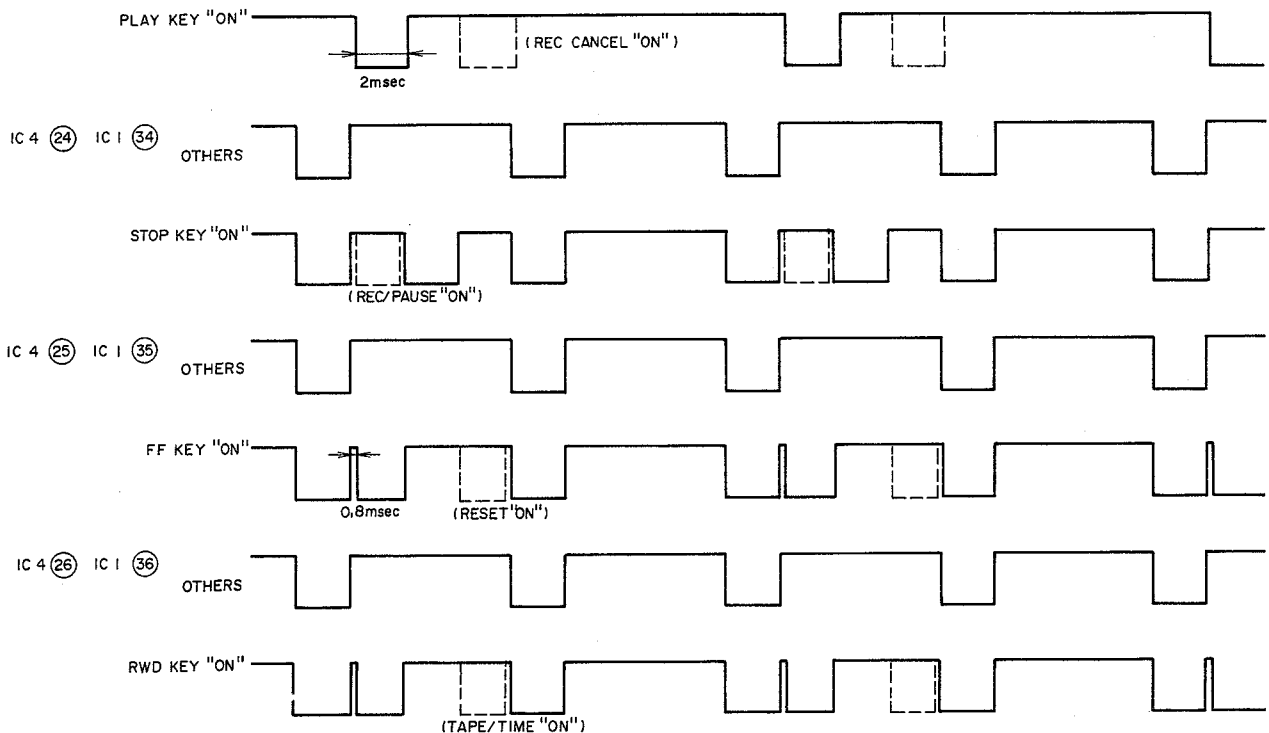 PLAY KEY "ON"
(REC CANCEL "ON")
2msec
IC 4 24 IC 1 34
OTHERS
STOP KEY "ON"
(REC/PAUSE "ON")
IC 4 25 IC 1 35
OTHERS
FF KEY "ON"
0,8msec
(RESET "ON")
IC 4 26 IC 1 36
OTHERS
RWD KEY "ON"
(TAPE/TIME "ON")